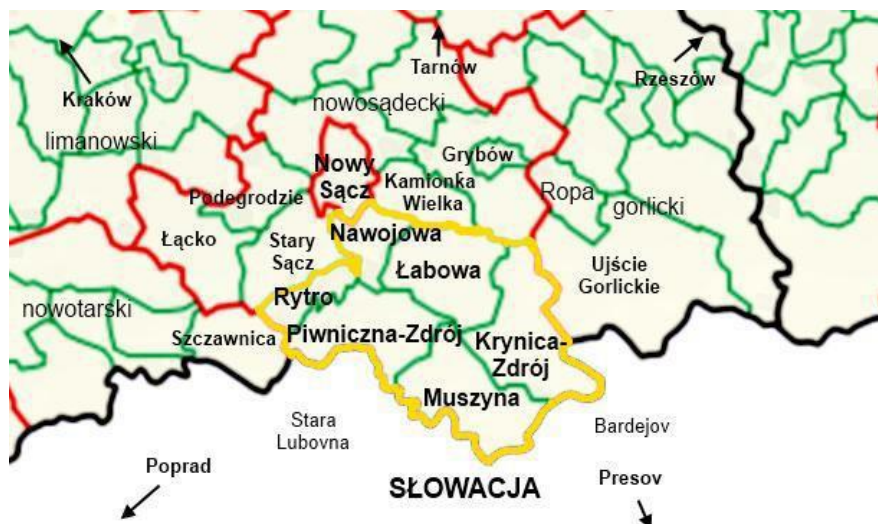 Tarnów
Rzeszów
Kraków
nowosądecki
limanowski
Grybów
Nowy
Sącz
Kamionka
Wielka
Podegrodzie
Ropa
gorlicki
Łącko
Stary
Sącz
Nawojowa
Łabowa
Ujście
Gorlickie
Rytro
nowotarski
Szczawnica
Piwniczna-Zdrój
Krynica-
Zdrój
Muszyna
Stara
Lubovna
Bardejov
Poprad
SŁOWACJA
Presov